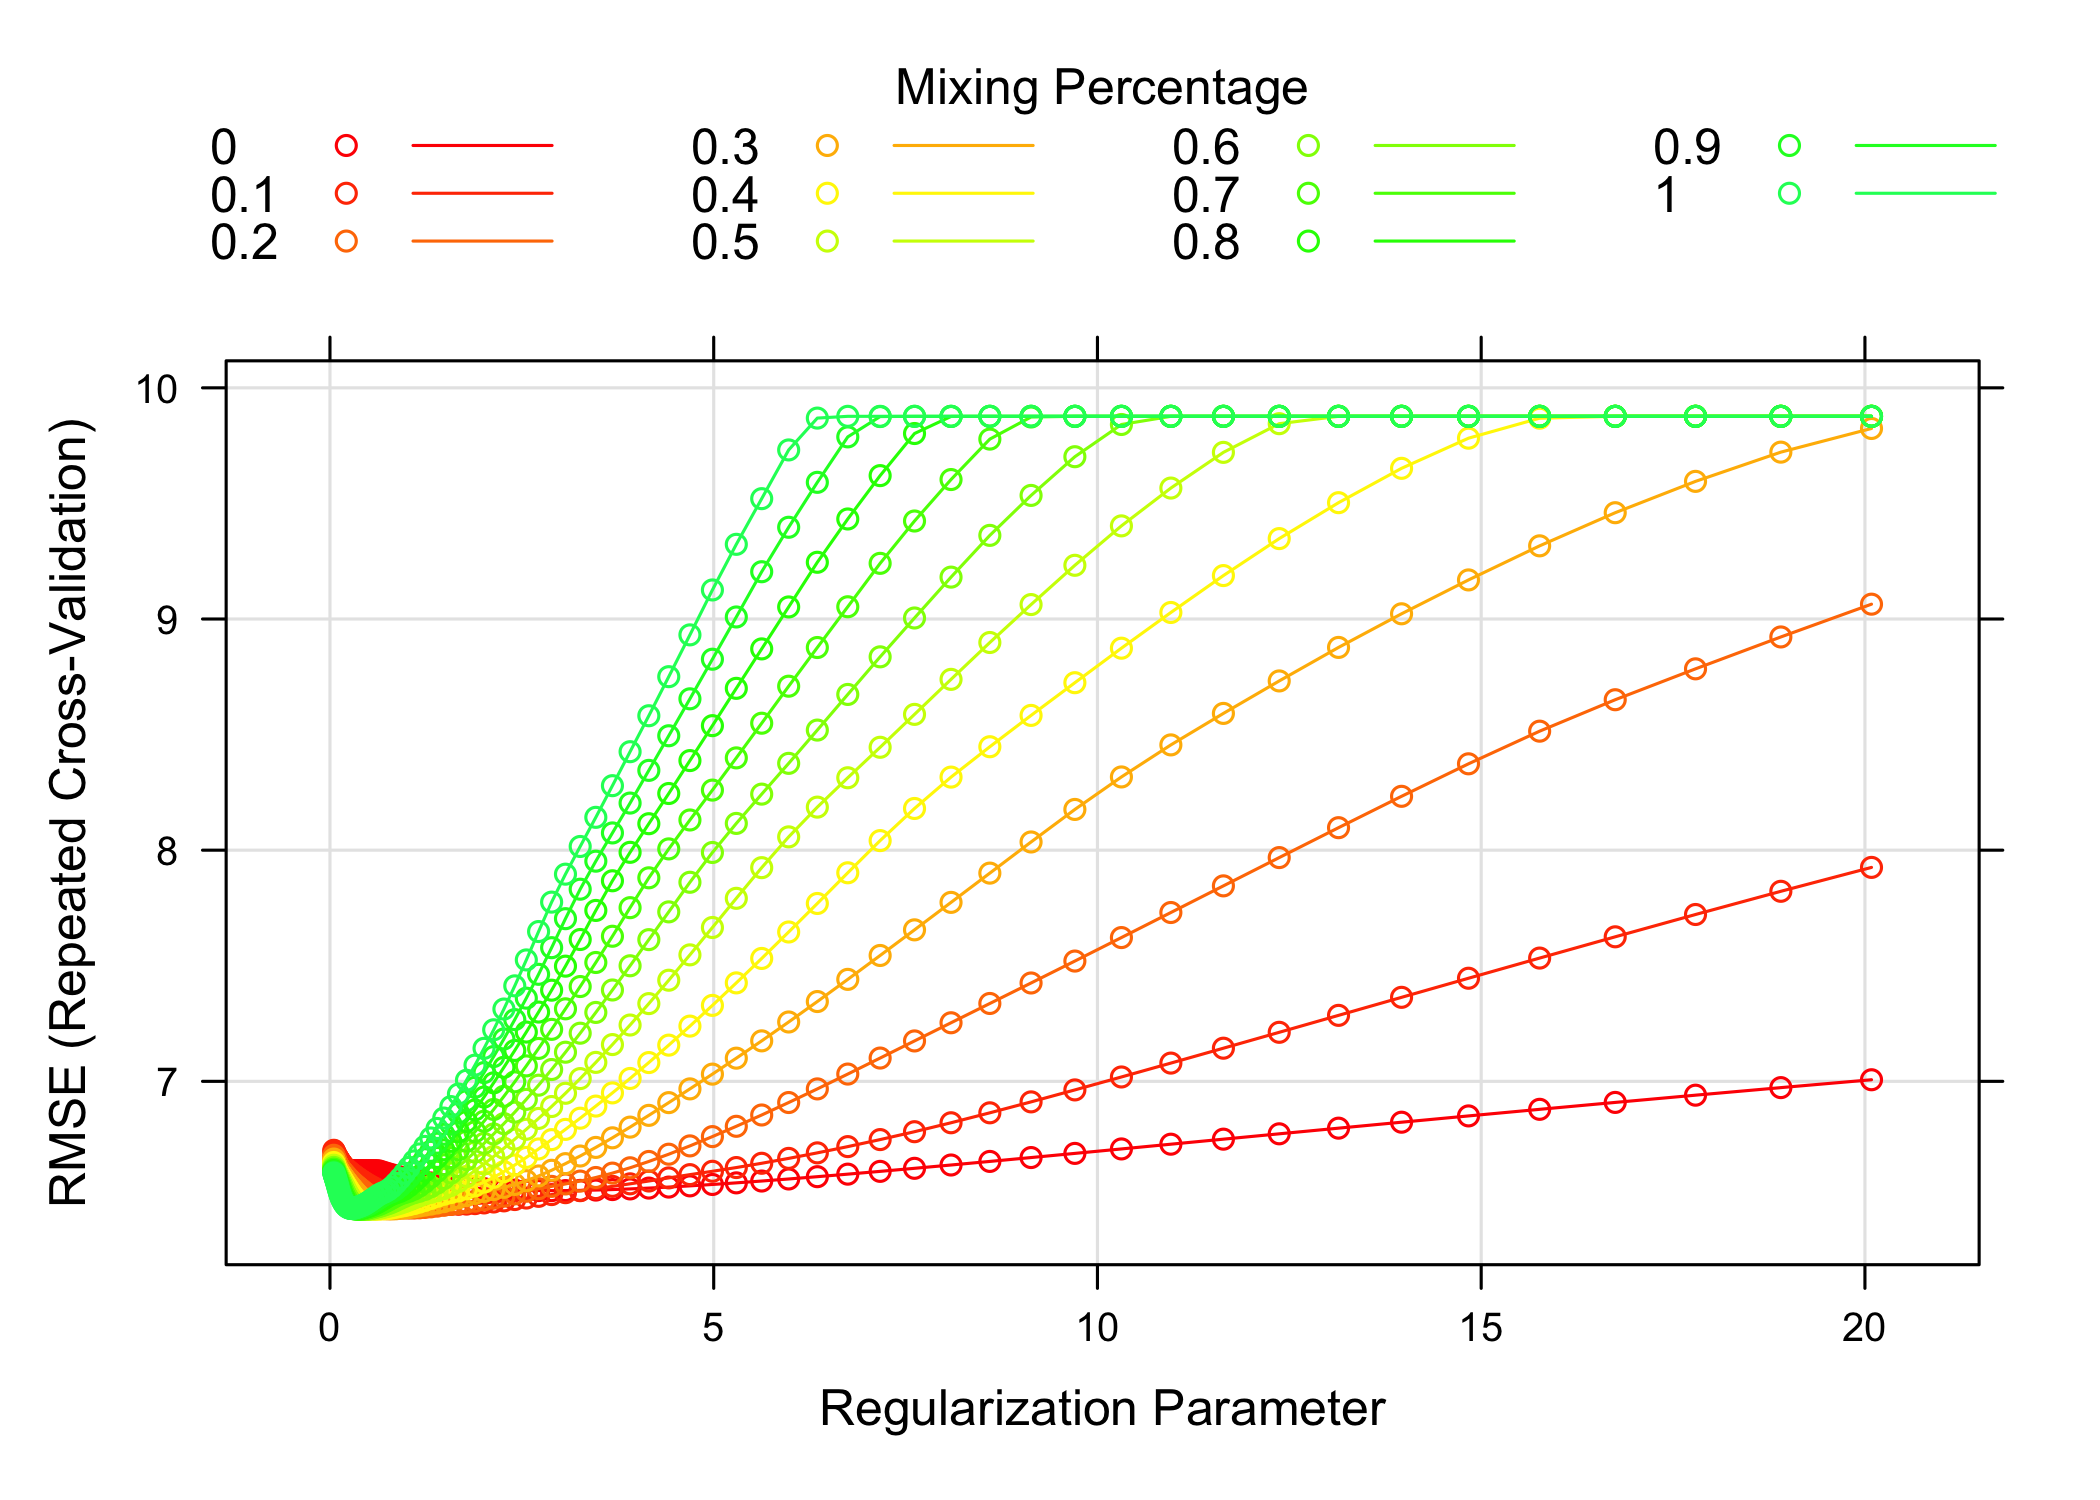 Mixing Percentage
0 0.3 0.6 0.9
0.1 0.4 0.7 1
0.2 0.5 0.8
10
9
8
7
RMSE (Repeated Cross-Validation)
0 5 10 15 20
Regularization Parameter